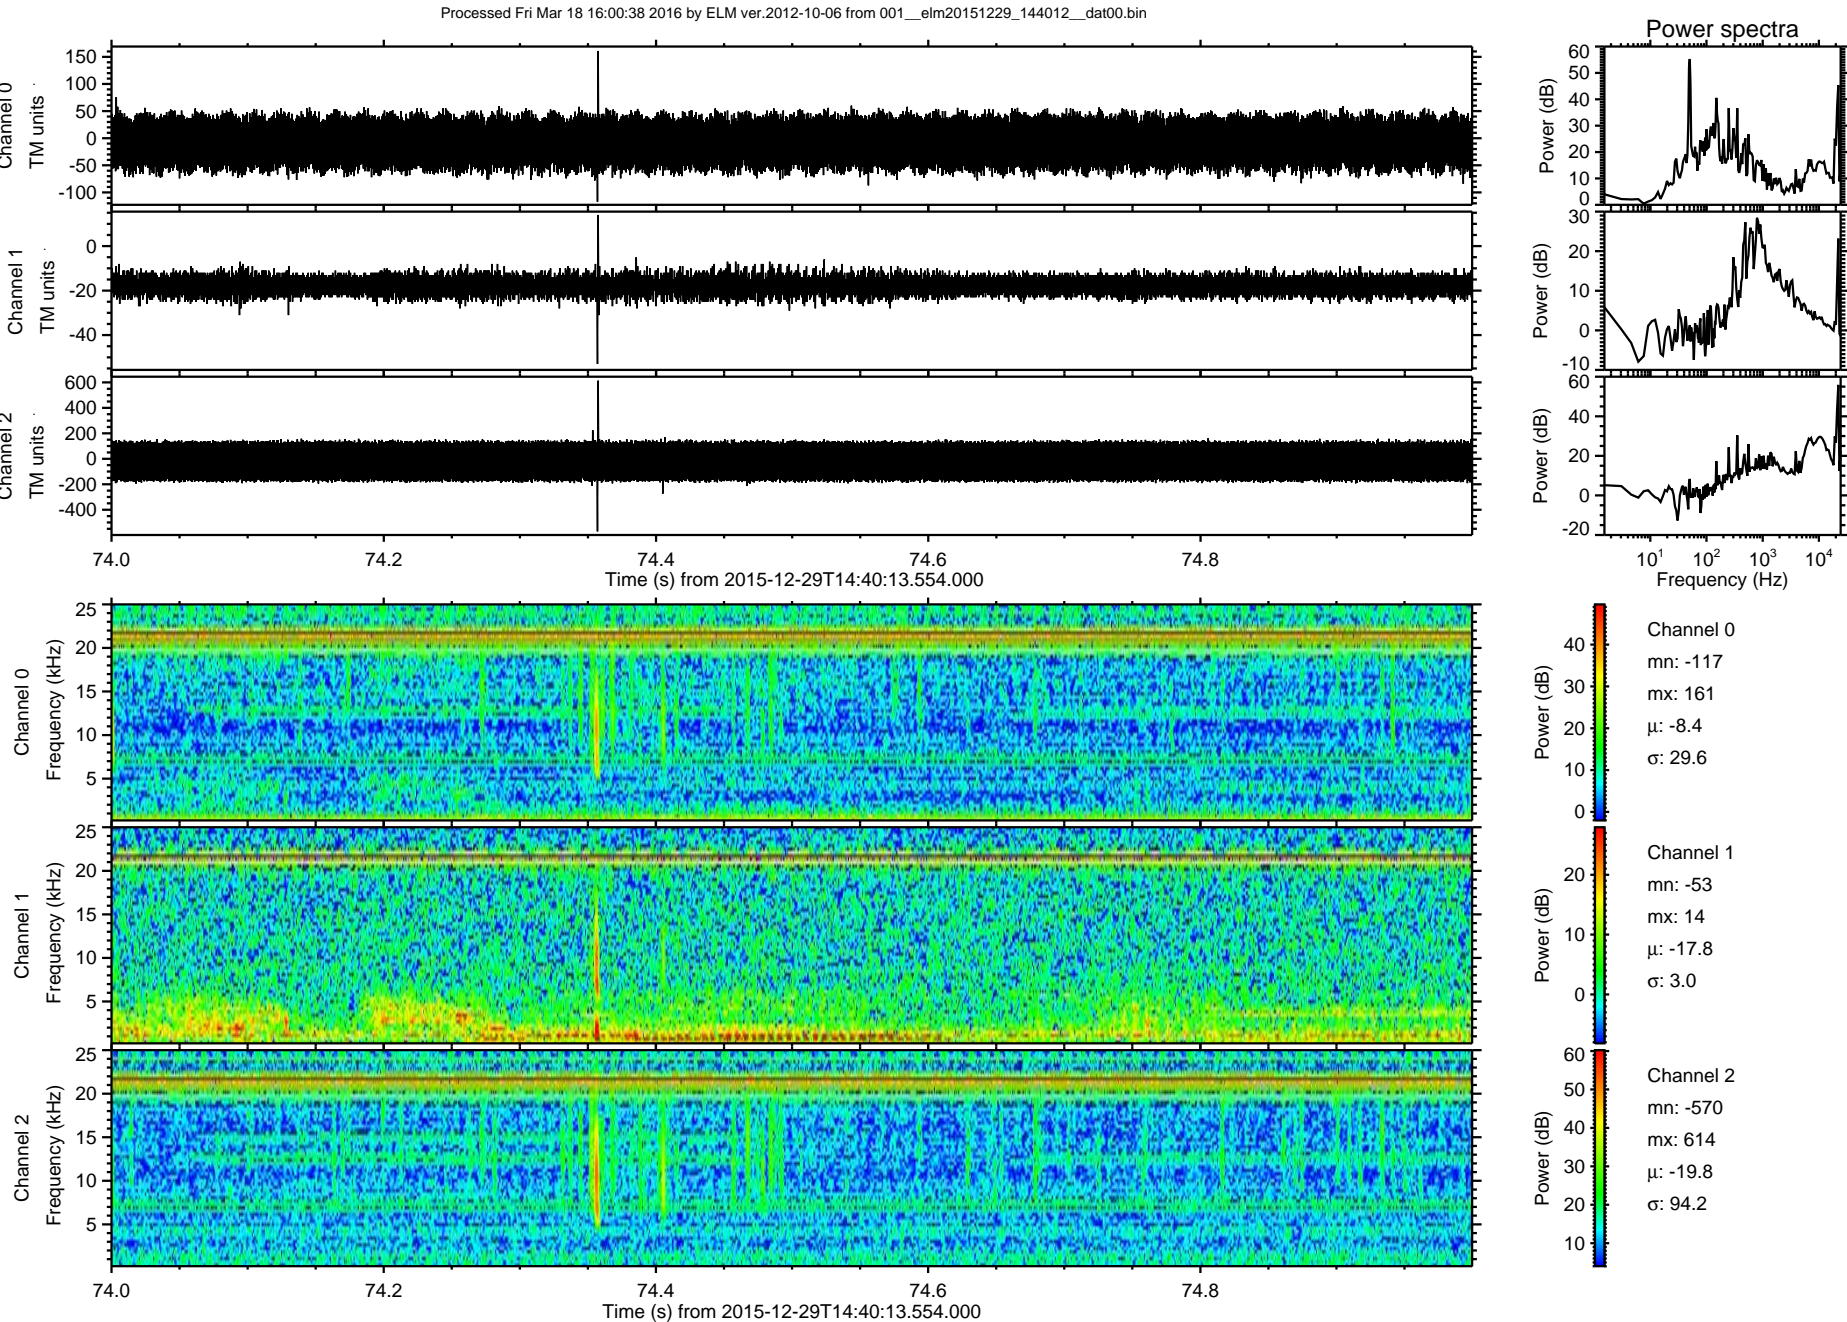 Processed Fri Mar 18 16:00:38 2016 by ELM ver.2012-10-06 from 001__elm20151229_144012__dat00.bin
Power spectra
Channel 0
TM units
150
100
50
0
-50
-100
Power (dB)
60
50
40
30
20
10
0
Channel 1
TM units
0
-20
-40
Power (dB)
30
20
10
0
-10
Channel 2
TM units
600
400
200
0
-200
-400
Power (dB)
60
40
20
0
-20
74.0 74.2 74.4 74.6 74.8
Time (s) from 2015-12-29T14:40:13.554.000
10^1 10^2 10^3 10^4
Frequency (Hz)
Channel 0
Frequency (kHz)
25
20
15
10
5
Power (dB)
40
30
20
10
0
Channel 0
mn: -117
mx: 161
μ: -8.4
σ: 29.6
Channel 1
Frequency (kHz)
25
20
15
10
5
Power (dB)
20
10
0
Channel 1
mn: -53
mx: 14
μ: -17.8
σ: 3.0
Channel 2
Frequency (kHz)
25
20
15
10
5
Power (dB)
60
50
40
30
20
10
Channel 2
mn: -570
mx: 614
μ: -19.8
σ: 94.2
74.0 74.2 74.4 74.6 74.8
Time (s) from 2015-12-29T14:40:13.554.000